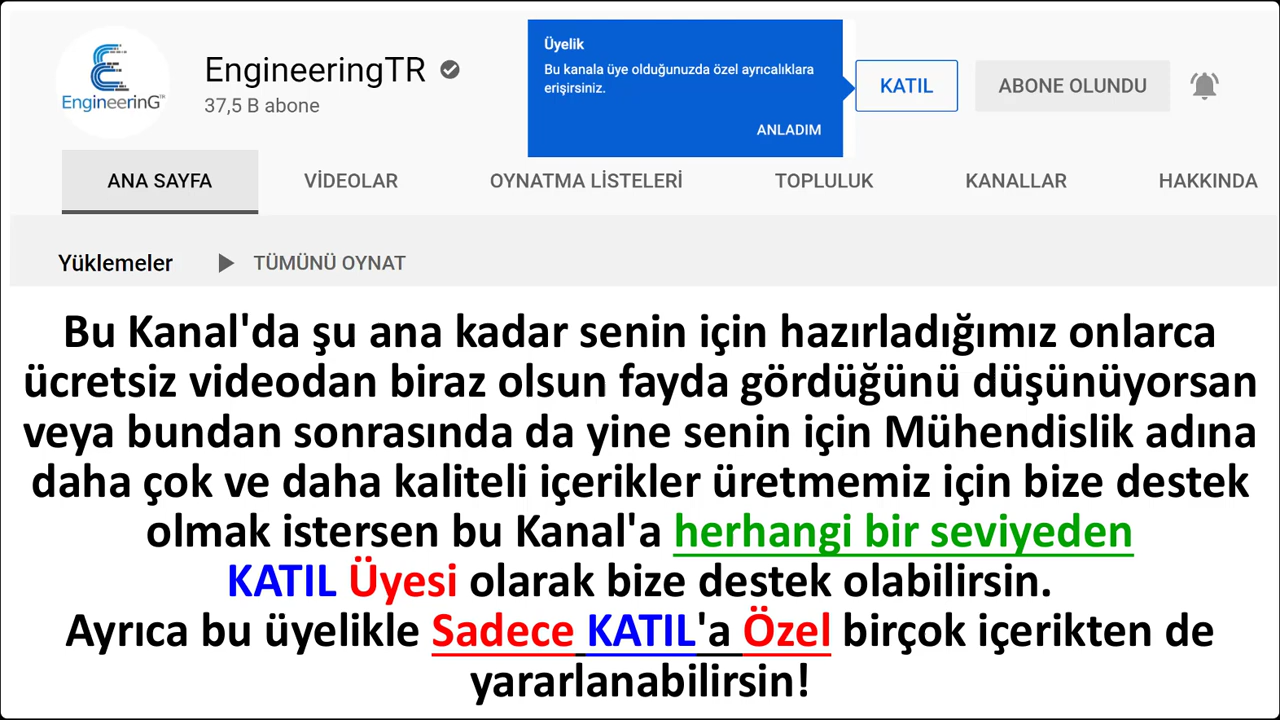 EngineerinG™
EngineeringTR
37,5 B abone
Üyelik
Bu kanala üye olduğunuzda özel ayrıcalıklara
erişirsiniz.
ANLADIM
KATIL
ABONE OLUNDU
ANA SAYFA
VİDEOLAR
OYNATMA LİSTELERİ
TOPLULUK
KANALLAR
HAKKINDA
Yüklemeler
TÜMÜNÜ OYNAT
Bu Kanal'da şu ana kadar senin için hazırladığımız onlarca
ücretsiz videodan biraz olsun fayda gördüğünü düşünüyorsan
veya bundan sonrasında da yine senin için Mühendislik adına
daha çok ve daha kaliteli içerikler üretmemiz için bize destek
olmak istersen bu Kanal'a herhangi bir seviyeden
KATIL Üyesi olarak bize destek olabilirsin.
Ayrıca bu üyelikle Sadece KATIL'a Özel birçok içerikten de
yararlanabilirsin!